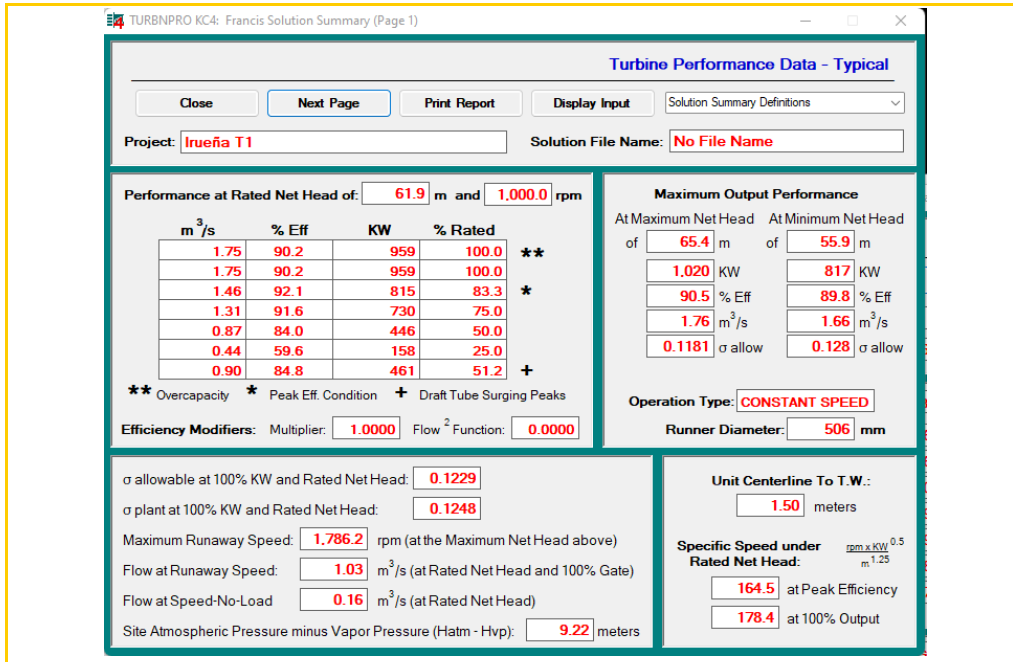 TURBNPRO KC4: Francis Solution Summary (Page 1)
Turbine Performance Data - Typical
Close Next Page Print Report Display Input Solution Summary Definitions
Project: Irueña T1 Solution File Name: No File Name
Performance at Rated Net Head of: 61.9 m and 1,000.0 rpm
m³/s % Eff KW % Rated
1.75 90.2 959 100.0 **
1.75 90.2 959 100.0
1.46 92.1 815 83.3 *
1.31 91.6 730 75.0
0.87 84.0 446 50.0
0.44 59.6 158 25.0
0.90 84.8 461 51.2 +
** Overcapacity * Peak Eff. Condition + Draft Tube Surging Peaks
Efficiency Modifiers: Multiplier: 1.0000 Flow² Function: 0.0000
Maximum Output Performance
At Maximum Net Head At Minimum Net Head
of 65.4 m of 55.9 m
1,020 KW 817 KW
90.5 % Eff 89.8 % Eff
1.76 m³/s 1.66 m³/s
0.1181 σ allow 0.128 σ allow
Operation Type: CONSTANT SPEED
Runner Diameter: 506 mm
σ allowable at 100% KW and Rated Net Head: 0.1229
σ plant at 100% KW and Rated Net Head: 0.1248
Maximum Runaway Speed: 1,786.2 rpm (at the Maximum Net Head above)
Flow at Runaway Speed: 1.03 m³/s (at Rated Net Head and 100% Gate)
Flow at Speed-No-Load 0.16 m³/s (at Rated Net Head)
Site Atmospheric Pressure minus Vapor Pressure (Hatm - Hvp): 9.22 meters
Unit Centerline To T.W.:
1.50 meters
Specific Speed under rpm x KW 0.5
Rated Net Head: m 1.25
164.5 at Peak Efficiency
178.4 at 100% Output